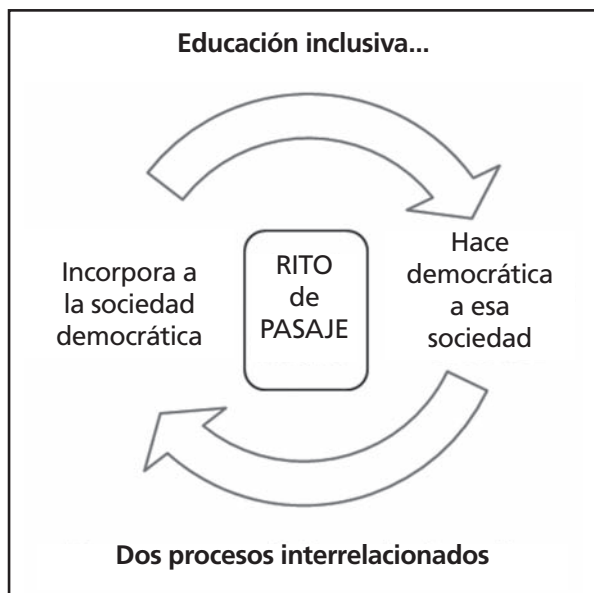 Educación inclusiva...
Incorpora a
la sociedad
democrática
RITO
de
PASAJE
Hace
democrática
a esa
sociedad
Dos procesos interrelacionados